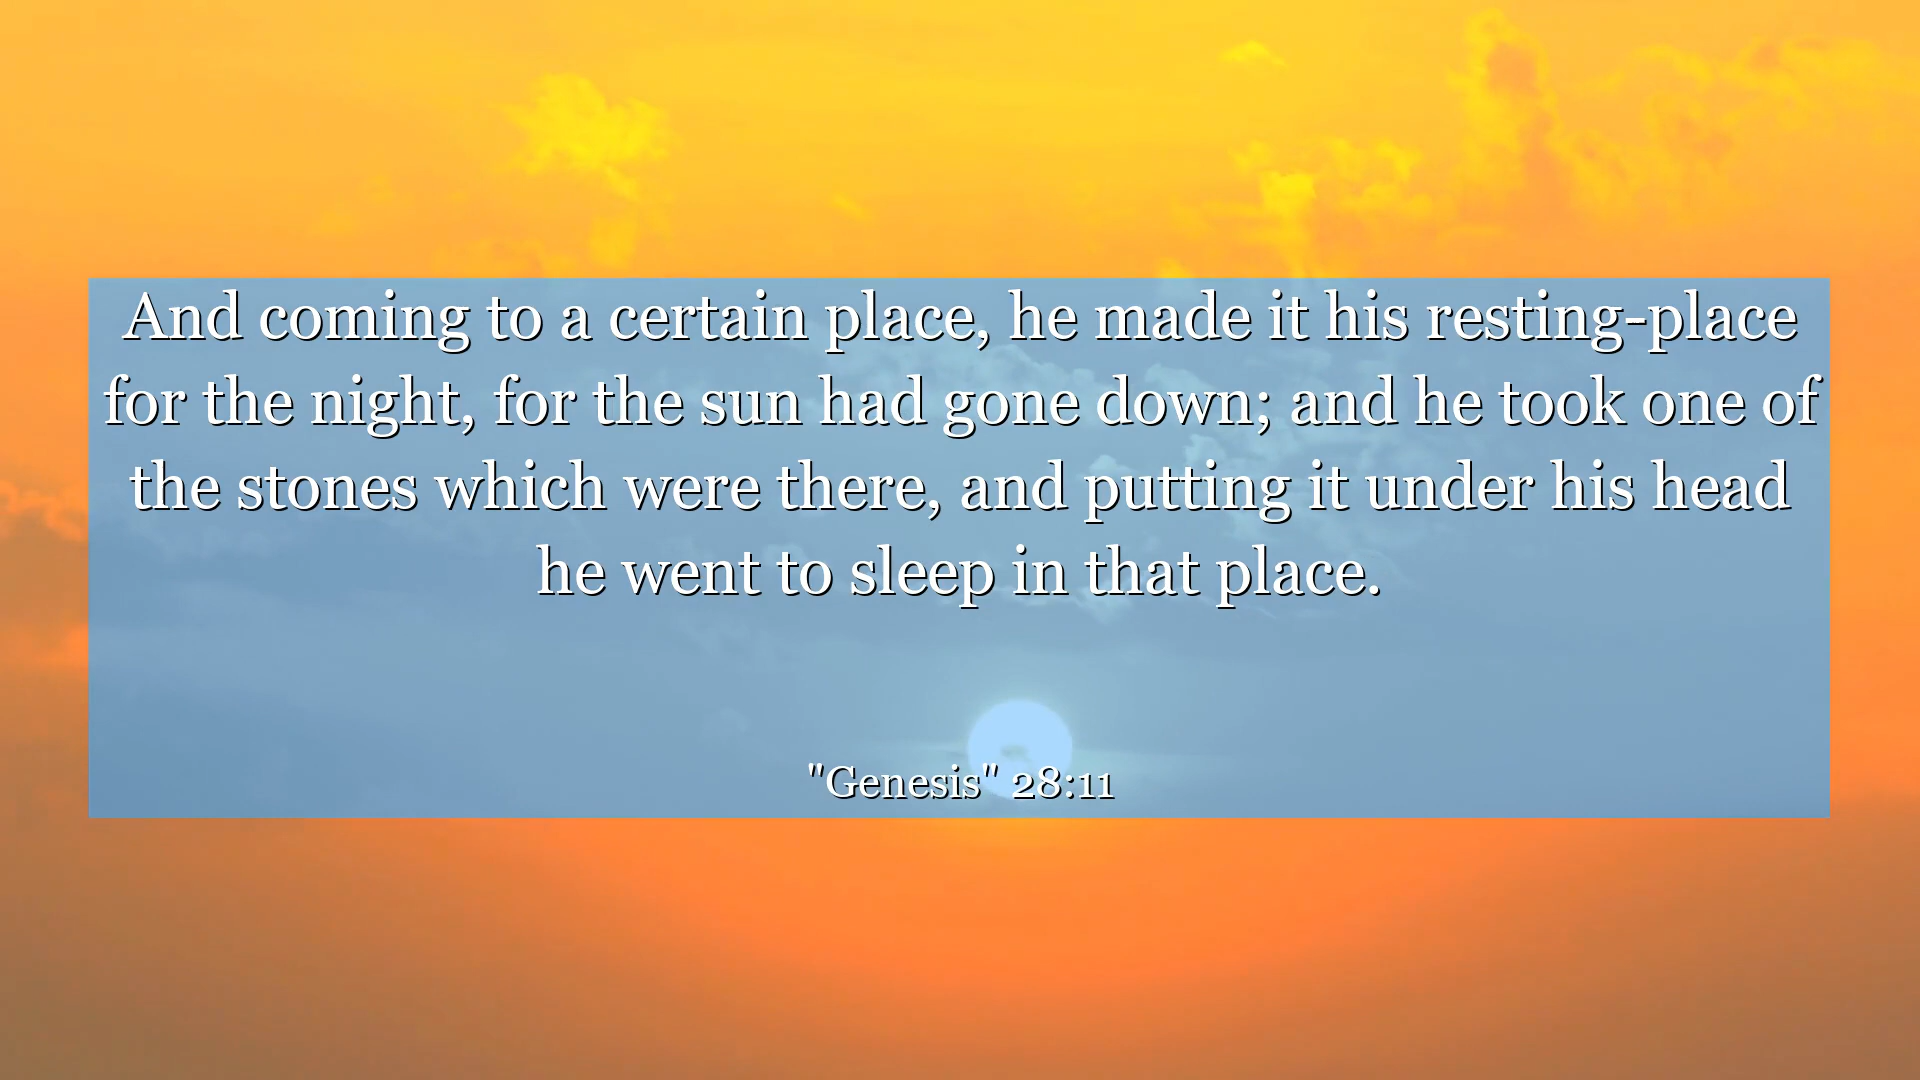 And coming to a certain place, he made it his resting-place
for the night, for the sun had gone down; and he took one of
the stones which were there, and putting it under his head
he went to sleep in that place.
"Genesis" 28:11